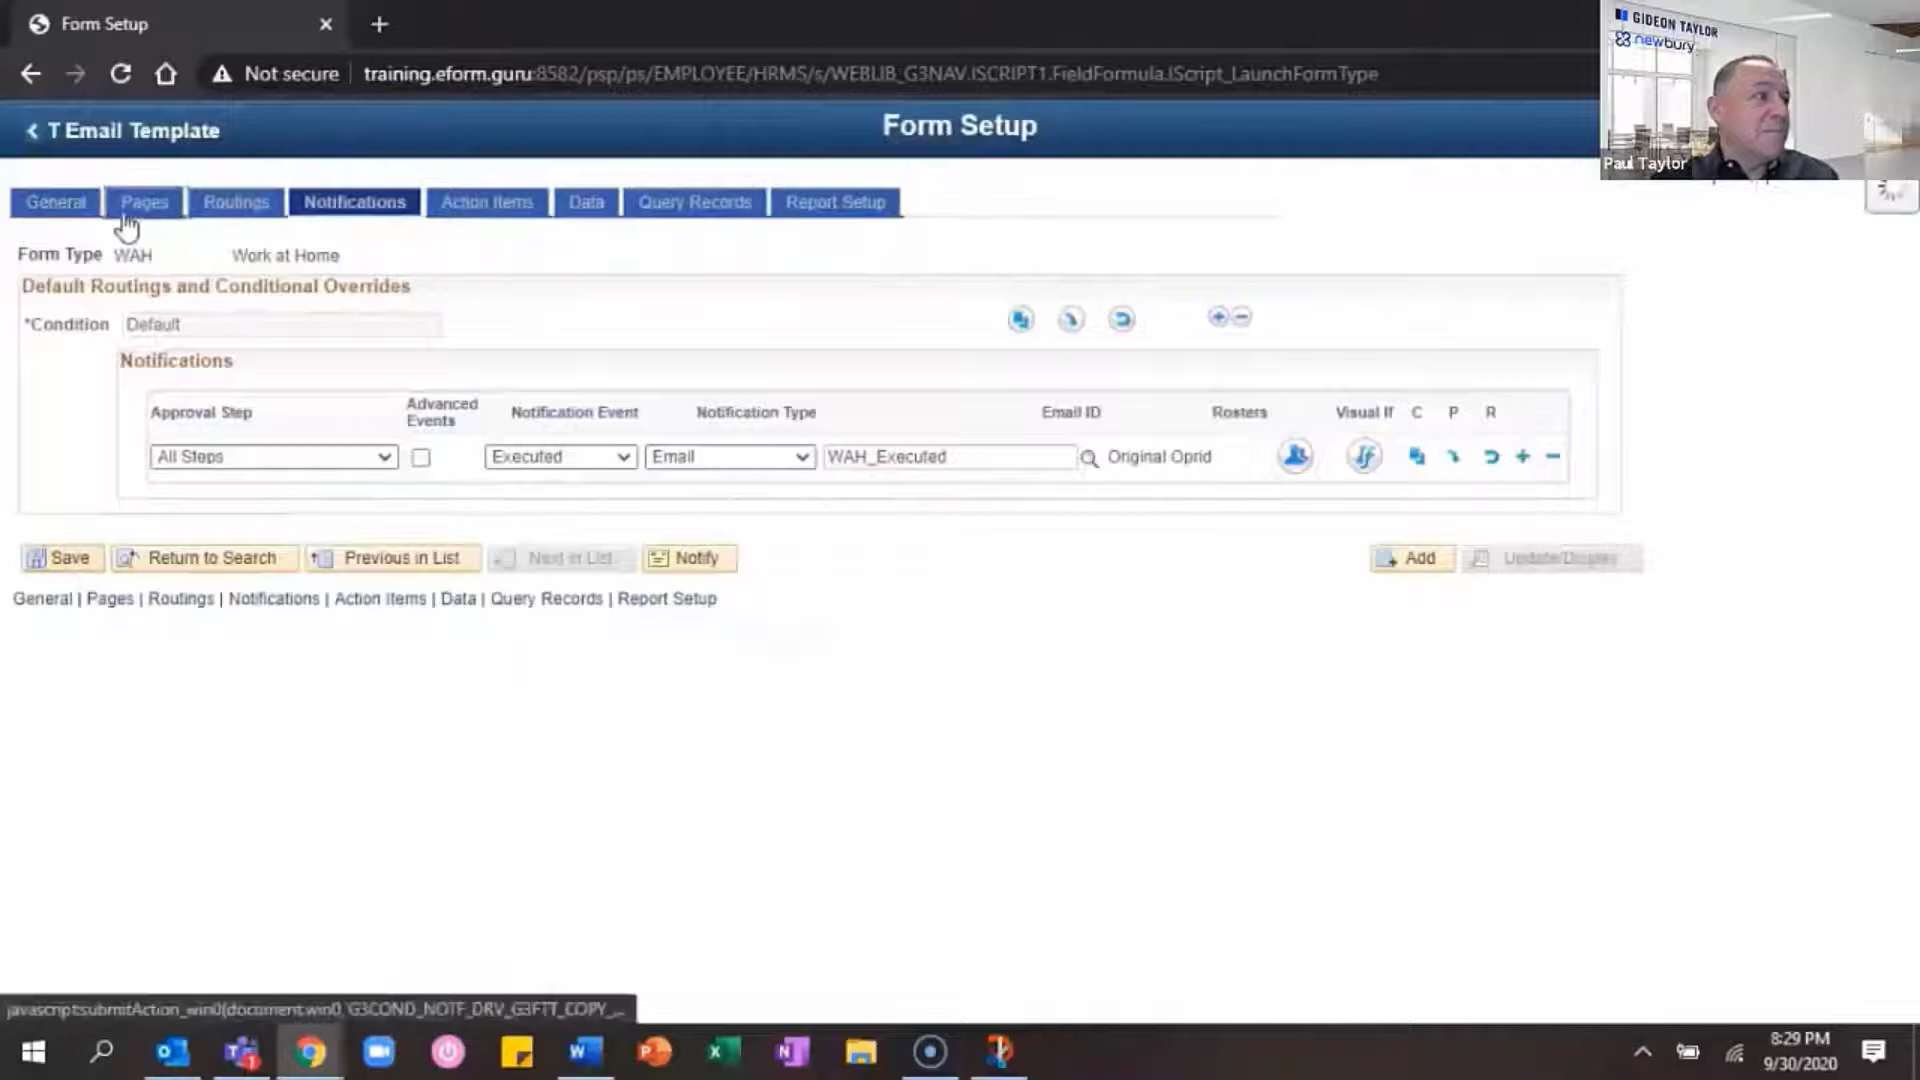 Form Setup
Not secure
training.eform.guru:8582/psp/ps/EMPLOYEE/HRMS/s/WEBLIB_G3NAV.ISCRIPT1.FieldFormula.IScript_LaunchFormType
GIDEON TAYLOR
newbury
Paul Taylor
T Email Template
Form Setup
General Pages Routings Notifications Action Items Data Query Records Report Setup
Form Type WAH Work at Home
Default Routings and Conditional Overrides
*Condition Default
Notifications
Approval Step Advanced Events Notification Event Notification Type Email ID Rosters Visual If C P R
All Steps Executed Email WAH_Executed Original Oprid
Save Return to Search Previous in List Next in List Notify Add Update/Display
General | Pages | Routings | Notifications | Action Items | Data | Query Records | Report Setup
javascript:submitAction_win0(document.win0,'G3COND_NOTF_DRV_G3FTT_COPY_...
8:29 PM
9/30/2020